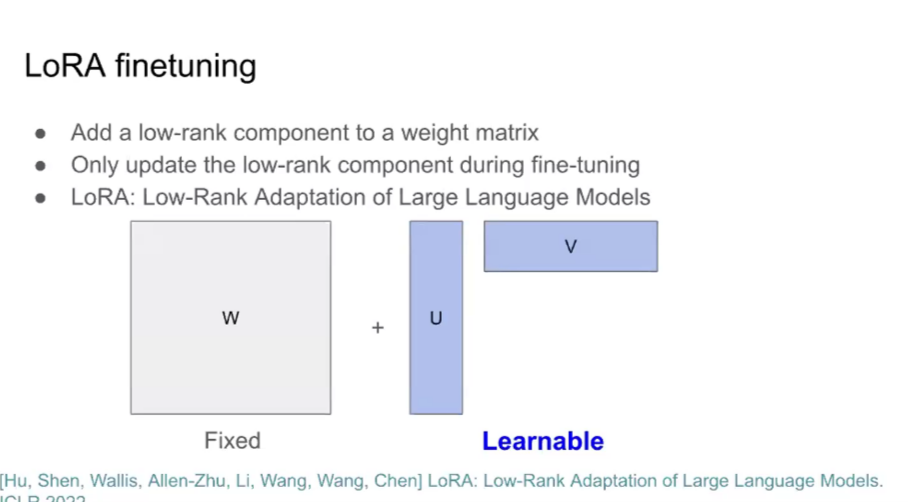 LoRA finetuning
● Add a low-rank component to a weight matrix
● Only update the low-rank component during fine-tuning
● LoRA: Low-Rank Adaptation of Large Language Models
W
+
U
V
Fixed
Learnable
[Hu, Shen, Wallis, Allen-Zhu, Li, Wang, Wang, Chen] LoRA: Low-Rank Adaptation of Large Language Models.
ICLR 2022